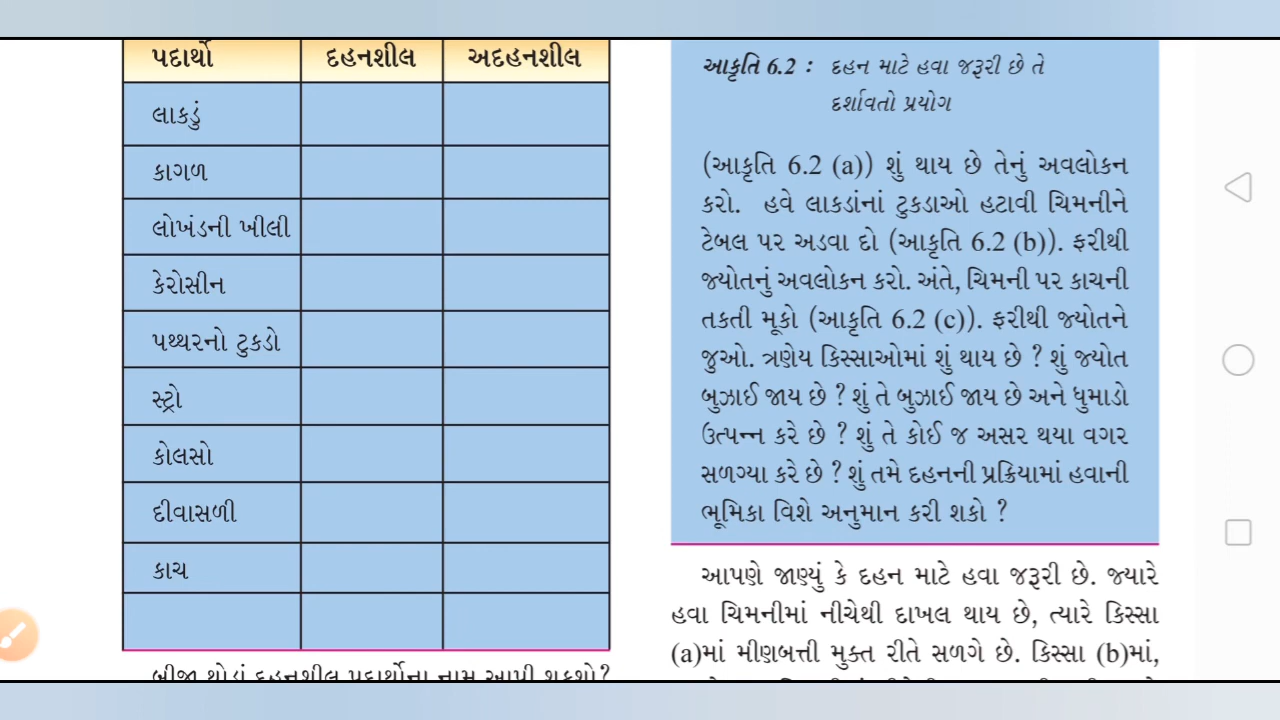 પદાર્થો દહનશીલ અદહનશીલ
લાકડું
કાગળ
લોખંડની ખીલી
કેરોસીન
પથ્થરનો ટુકડો
સ્ટ્રો
કોલસો
દીવાસળી
કાચ
બીજા થોડાં દહનશીલ પદાર્થોના નામ આપી શકશો?
આકૃતિ 6.2 : દહન માટે હવા જરૂરી છે તે
દર્શાવતો પ્રયોગ
(આકૃતિ 6.2 (a)) શું થાય છે તેનું અવલોકન
કરો. હવે લાકડાંનાં ટુકડાઓ હટાવી ચિમનીને
ટેબલ પર અડવા દો (આકૃતિ 6.2 (b)). ફરીથી
જ્યોતનું અવલોકન કરો. અંતે, ચિમની પર કાચની
તકતી મૂકો (આકૃતિ 6.2 (c)). ફરીથી જ્યોતને
જુઓ. ત્રણેય કિસ્સાઓમાં શું થાય છે ? શું જ્યોત
બુઝાઈ જાય છે ? શું તે બુઝાઈ જાય છે અને ધુમાડો
ઉત્પન્ન કરે છે ? શું તે કોઈ જ અસર થયા વગર
સળગ્યા કરે છે ? શું તમે દહનની પ્રક્રિયામાં હવાની
ભૂમિકા વિશે અનુમાન કરી શકો ?
આપણે જાણ્યું કે દહન માટે હવા જરૂરી છે. જ્યારે
હવા ચિમનીમાં નીચેથી દાખલ થાય છે, ત્યારે કિસ્સા
(a)માં મીણબત્તી મુક્ત રીતે સળગે છે. કિસ્સા (b)માં,